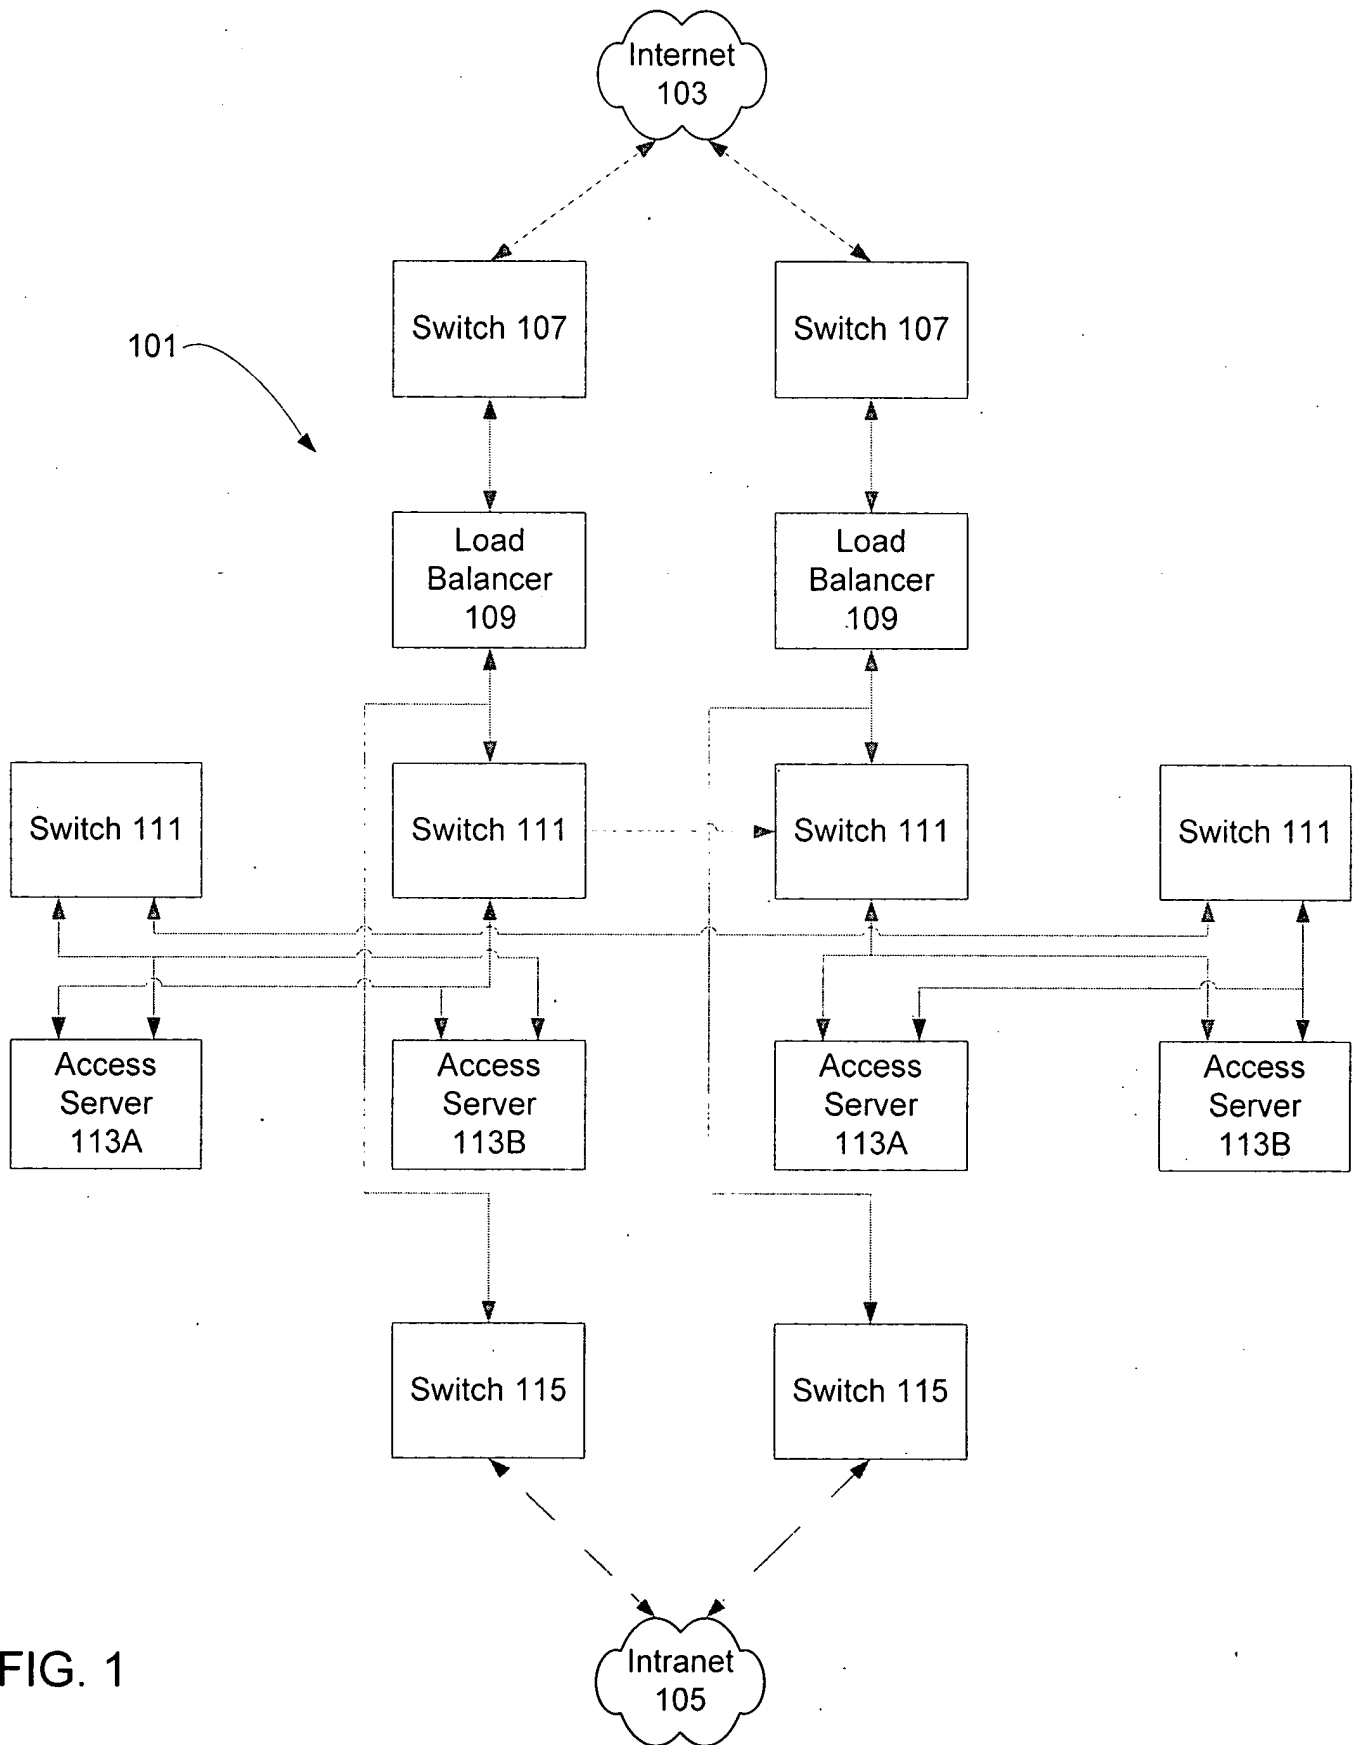 Internet
103
Switch 107
Switch 107
101
Load
Balancer
109
Load
Balancer
109
Switch 111
Switch 111
Switch 111
Switch 111
Access
Server
113A
Access
Server
113B
Access
Server
113A
Access
Server
113B
Switch 115
Switch 115
Intranet
105
FIG. 1